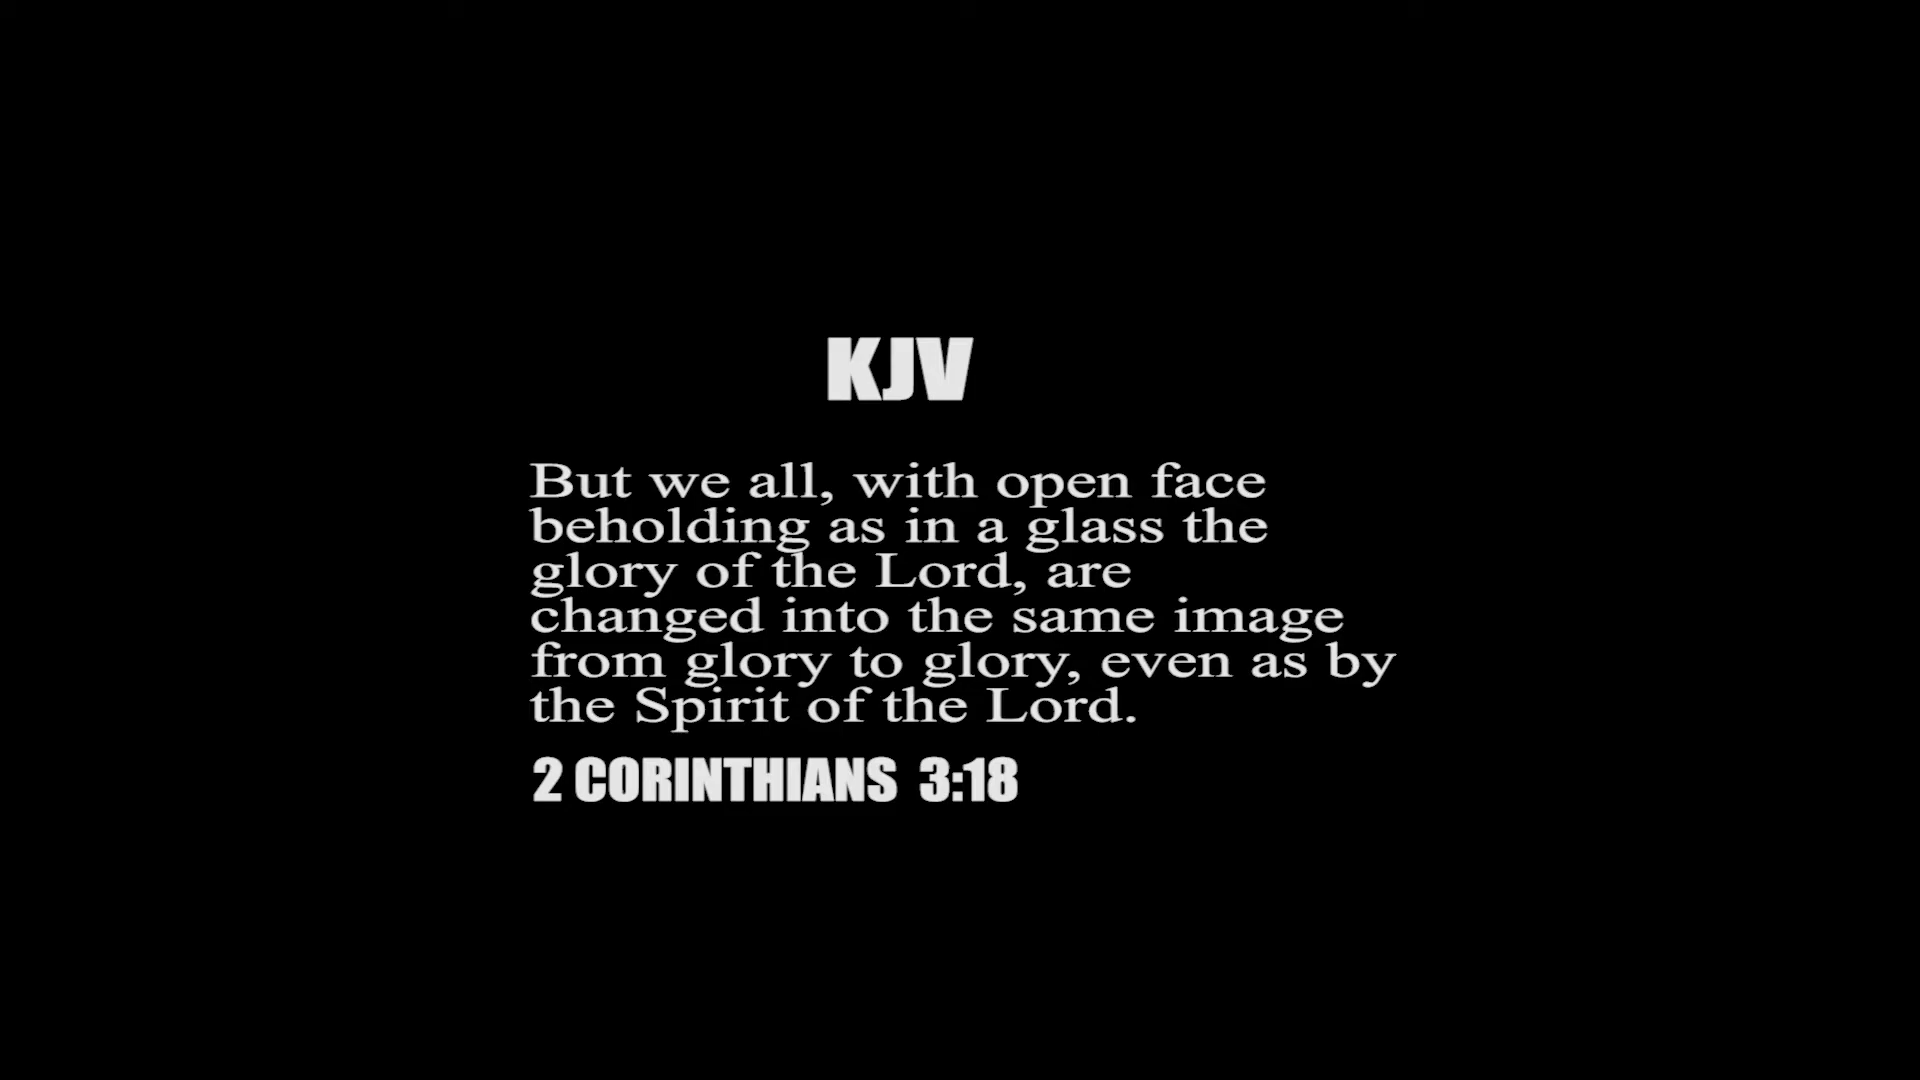 KJV
But we all, with open face
beholding as in a glass the
glory of the Lord, are
changed into the same image
from glory to glory, even as by
the Spirit of the Lord.
2 CORINTHIANS 3:18